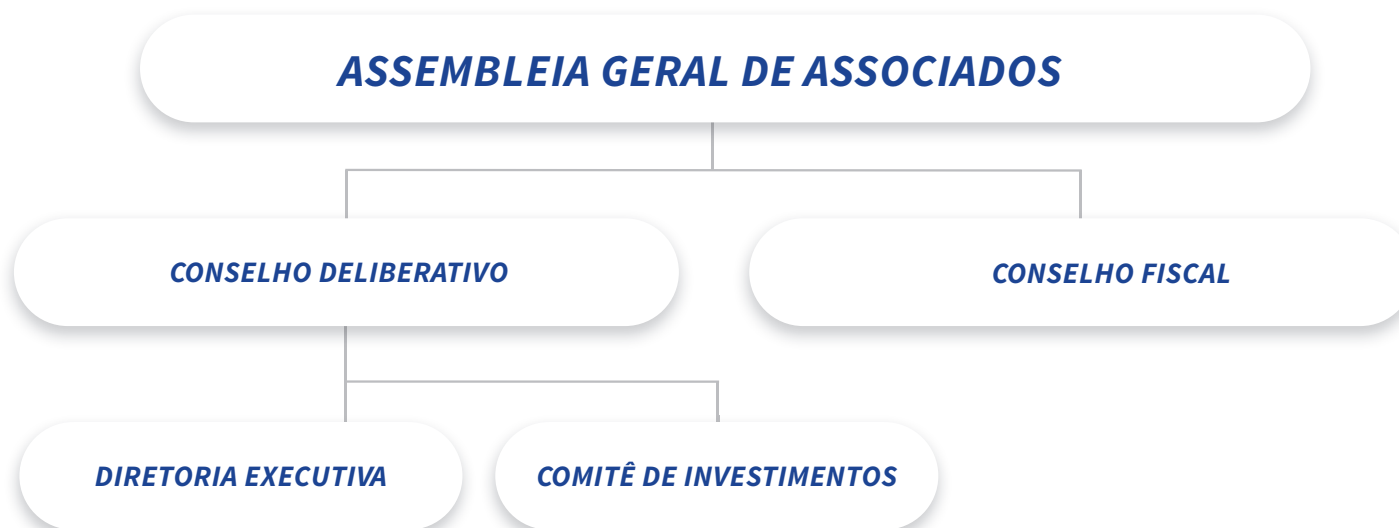 ASSEMBLEIA GERAL DE ASSOCIADOS
CONSELHO DELIBERATIVO
CONSELHO FISCAL
DIRETORIA EXECUTIVA
COMITÊ DE INVESTIMENTOS